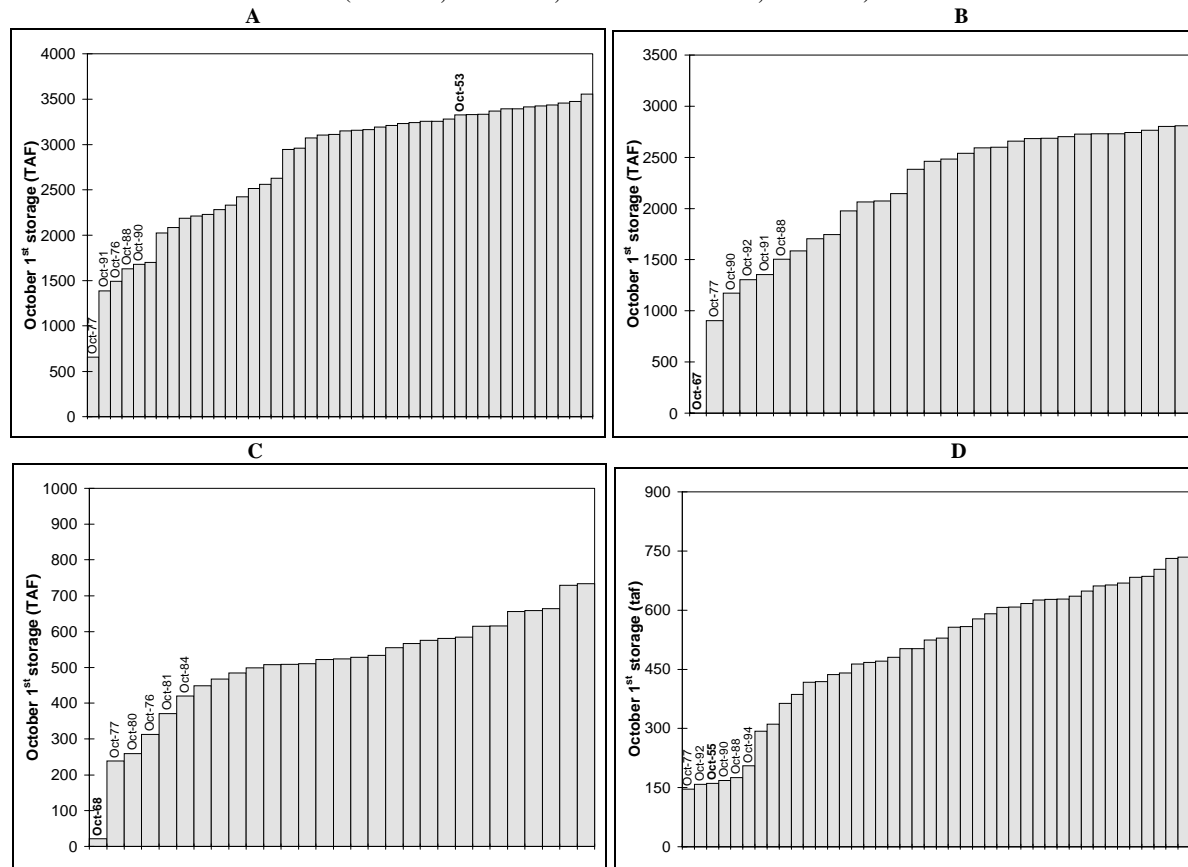 A
B
October 1st storage (TAF)
4000
3500
3000
2500
2000
1500
1000
500
0
Oct-77
Oct-91
Oct-76
Oct-88
Oct-90
Oct-53
October 1st storage (TAF)
3500
3000
2500
2000
1500
1000
500
0
Oct-67
Oct-77
Oct-90
Oct-92
Oct-91
Oct-88
C
D
October 1st storage (TAF)
1000
900
800
700
600
500
400
300
200
100
0
Oct-68
Oct-77
Oct-80
Oct-76
Oct-81
Oct-84
October 1st storage (taf)
900
750
600
450
300
150
0
Oct-77
Oct-92
Oct-55
Oct-90
Oct-88
Oct-94